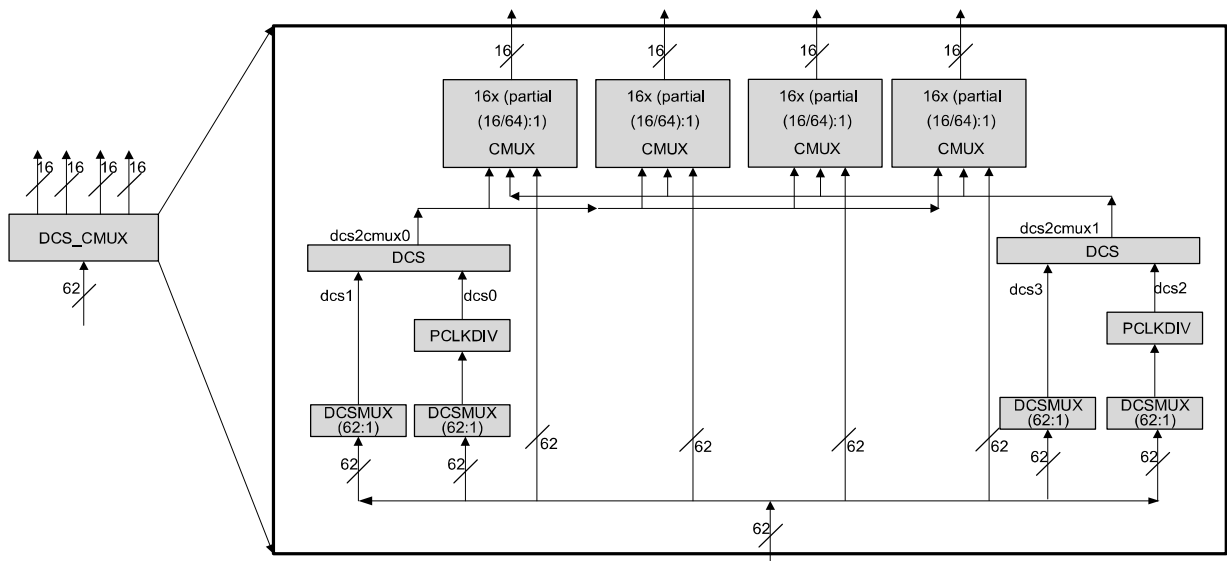 16 16 16 16
DCS_CMUX
62
16 16 16 16
16x (partial
(16/64):1)
CMUX
16x (partial
(16/64):1)
CMUX
16x (partial
(16/64):1)
CMUX
16x (partial
(16/64):1)
CMUX
dcs2cmux0
DCS
dcs1
dcs0
PCLKDIV
DCSMUX
(62:1)
DCSMUX
(62:1)
62
62
62
62
62
62
dcs2cmux1
DCS
dcs3
dcs2
PCLKDIV
DCSMUX
(62:1)
DCSMUX
(62:1)
62
62
62